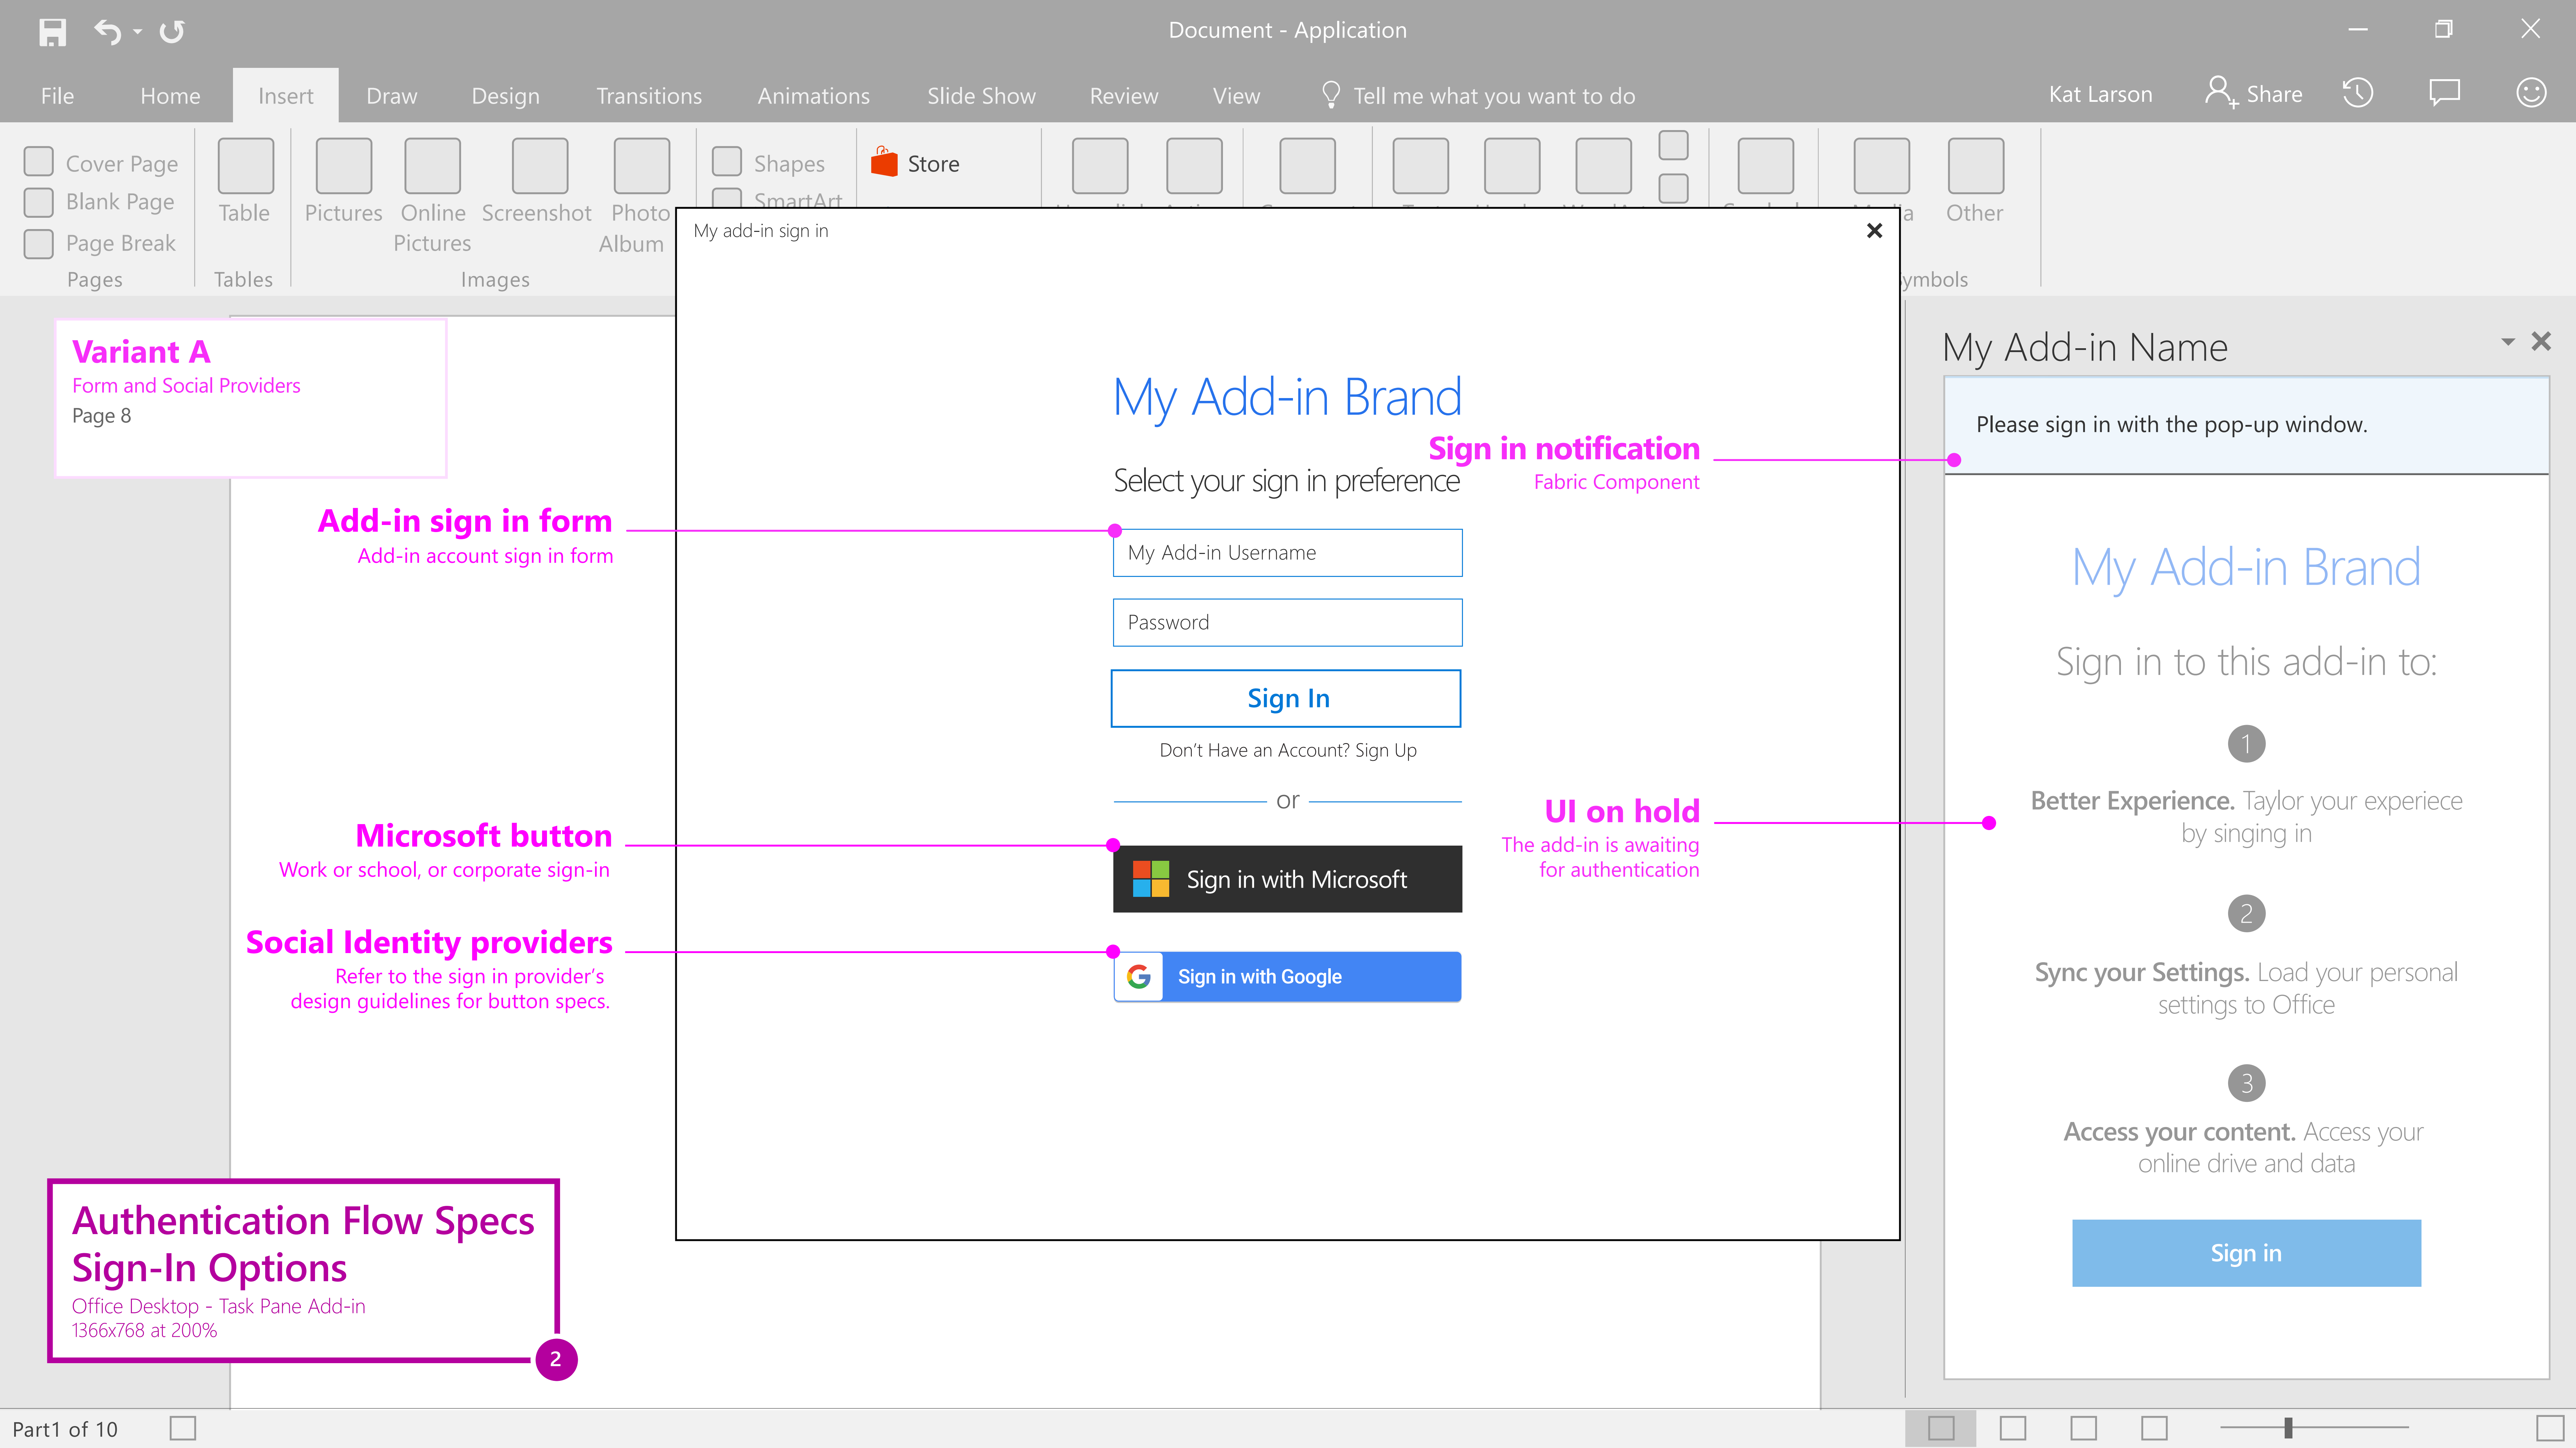 Document - Application
File Home Insert Draw Design Transitions Animations Slide Show Review View Tell me what you want to do Kat Larson Share
Cover Page
Blank Page
Page Break
Pages
Table
Tables
Pictures
Online
Pictures
Screenshot
Photo
Album
Images
Shapes
SmartArt
Store
Other
My add-in sign in
My Add-in Brand
Select your sign in preference
My Add-in Username
Password
Sign In
Don't Have an Account? Sign Up
or
Sign in with Microsoft
Sign in with Google
Variant A
Form and Social Providers
Page 8
Add-in sign in form
Add-in account sign in form
Microsoft button
Work or school, or corporate sign-in
Social Identity providers
Refer to the sign in provider's
design guidelines for button specs.
Sign in notification
Fabric Component
UI on hold
The add-in is awaiting
for authentication
My Add-in Name
Please sign in with the pop-up window.
My Add-in Brand
Sign in to this add-in to:
1
Better Experience. Taylor your experiece
by singing in
2
Sync your Settings. Load your personal
settings to Office
3
Access your content. Access your
online drive and data
Sign in
Authentication Flow Specs
Sign-In Options
Office Desktop - Task Pane Add-in
1366x768 at 200%
2
Part1 of 10